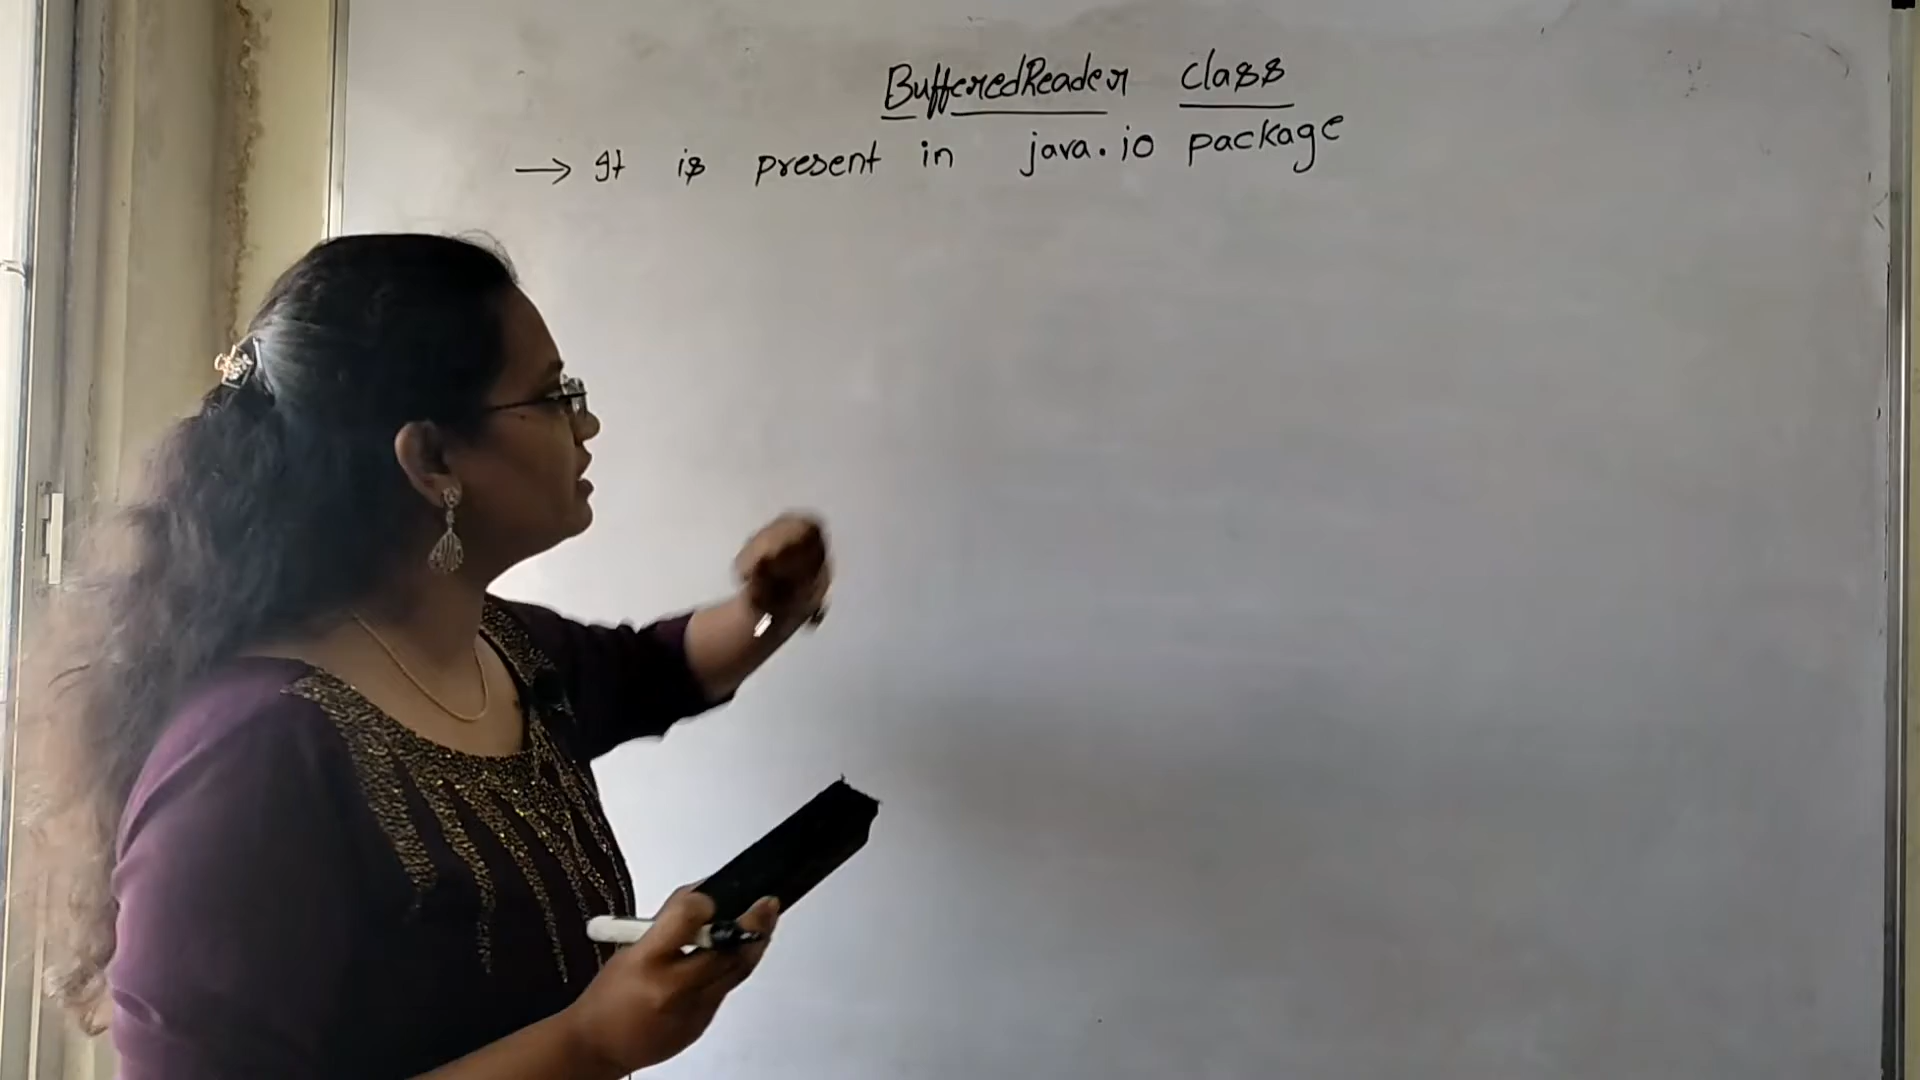 BufferedReader class
→ It is present in java.io package